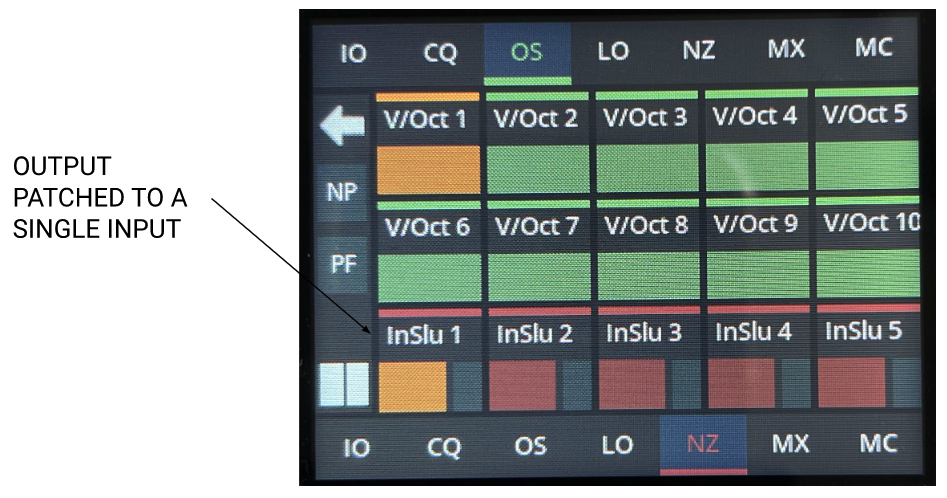 IO CQ OS LO NZ MX MC
V/Oct 1 V/Oct 2 V/Oct 3 V/Oct 4 V/Oct 5
OUTPUT
PATCHED TO A
SINGLE INPUT
NP
V/Oct 6 V/Oct 7 V/Oct 8 V/Oct 9 V/Oct 10
PF
InSlu 1 InSlu 2 InSlu 3 InSlu 4 InSlu 5
IO CQ OS LO NZ MX MC